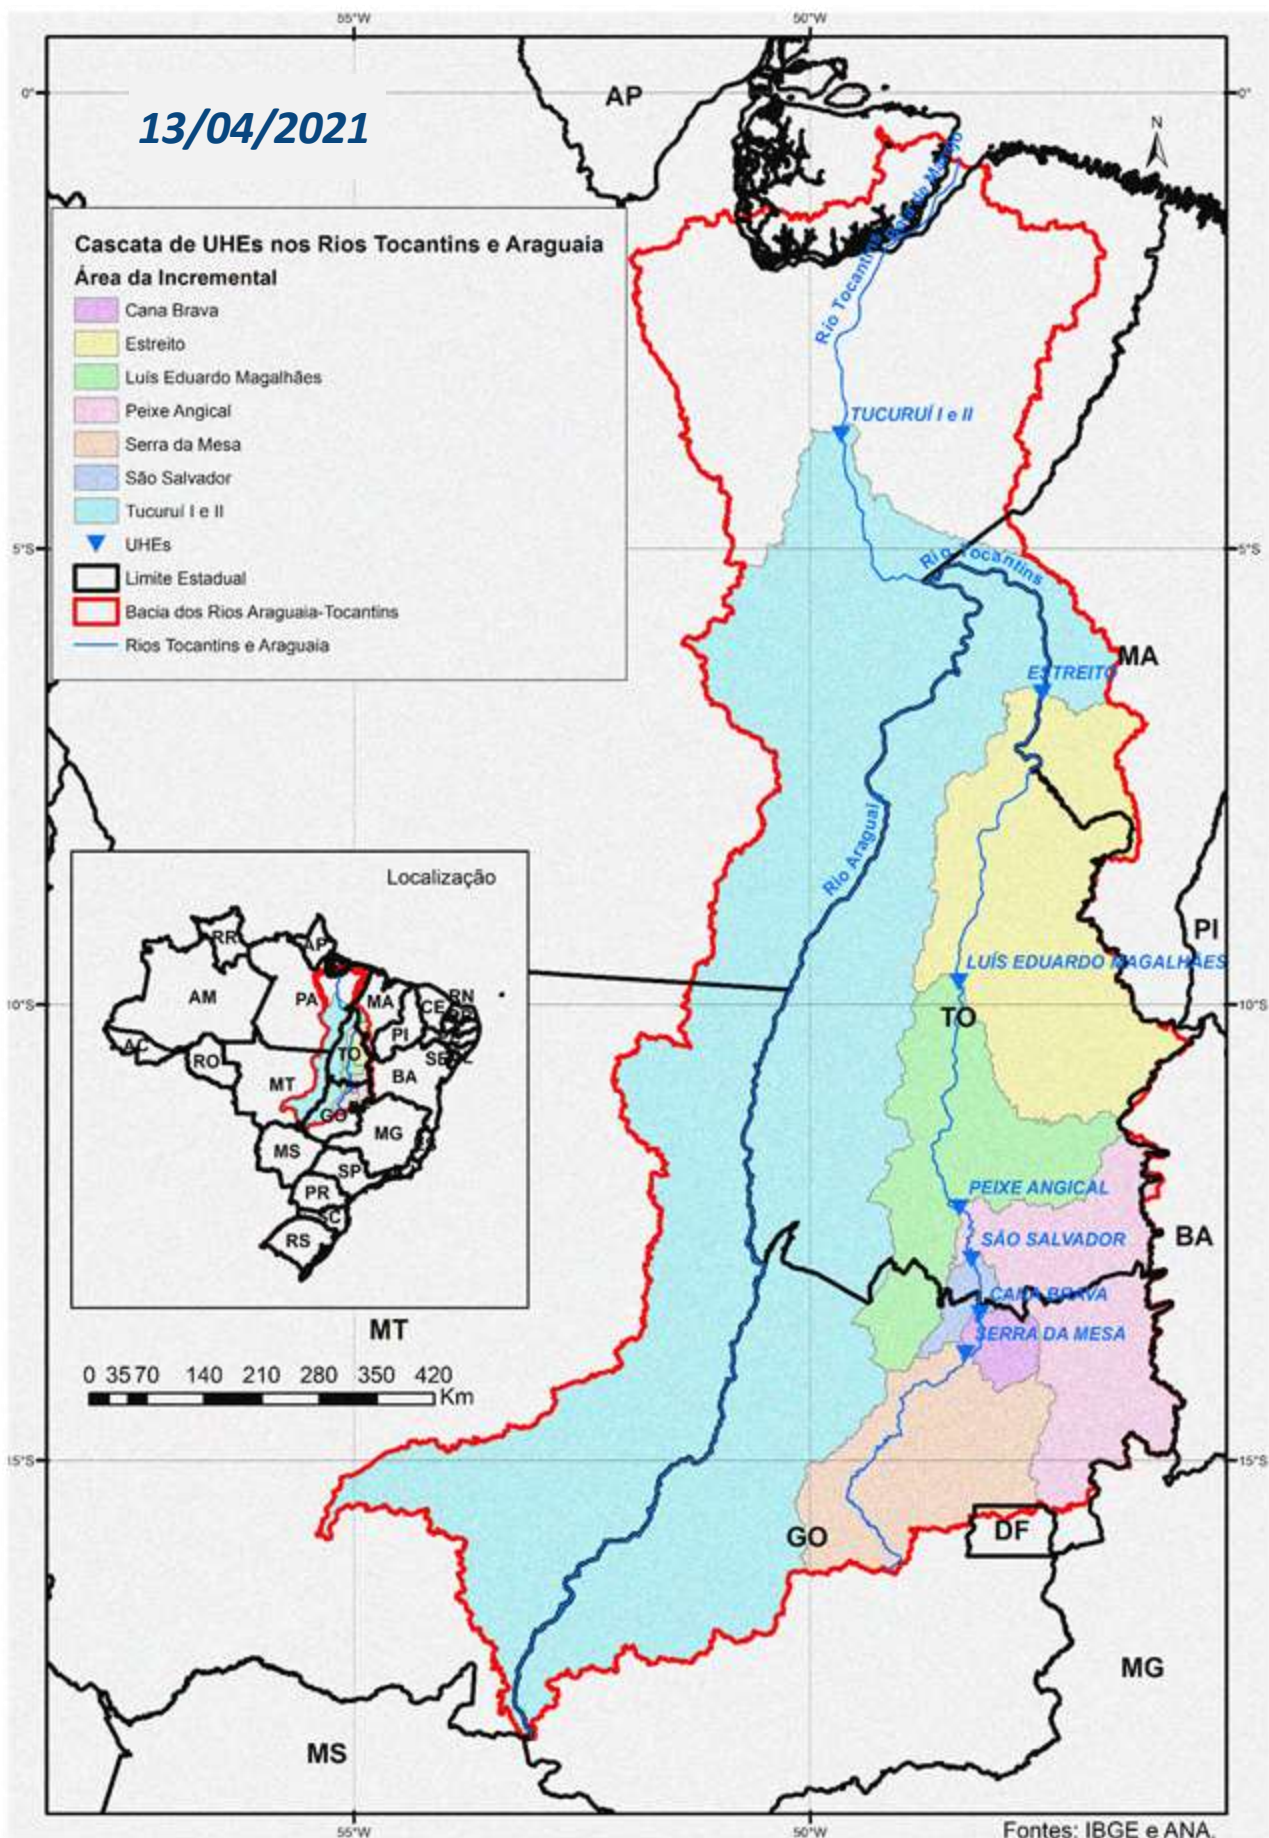 55°W 50°W
0° 0°
AP
13/04/2021
N
Cascata de UHEs nos Rios Tocantins e Araguaia
Área da Incremental
Cana Brava
Estreito
Luís Eduardo Magalhães
Peixe Angical
Serra da Mesa
São Salvador
Tucuruí I e II
UHEs
Limite Estadual
Bacia dos Rios Araguaia-Tocantins
Rios Tocantins e Araguaia
Rio Tocantins
TUCURUÍ I e II
5°S 5°S
Rio Tocantins
MA
ESTREITO
Rio Araguai
PI
LUÍS EDUARDO MAGALHÃES
10°S
TO
Localização
RR
AP
AM
PA
MA
CE
RN
PI
AC
RO
TO
SE
MT
BA
GO
MG
MS
SP
PR
SC
RS
PEIXE ANGICAL
SÃO SALVADOR
BA
CANA BRAVA
SERRA DA MESA
MT
0 35 70 140 210 280 350 420
Km
15°S 15°S
GO
DF
MG
MS
55°W 50°W
Fontes: IBGE e ANA.